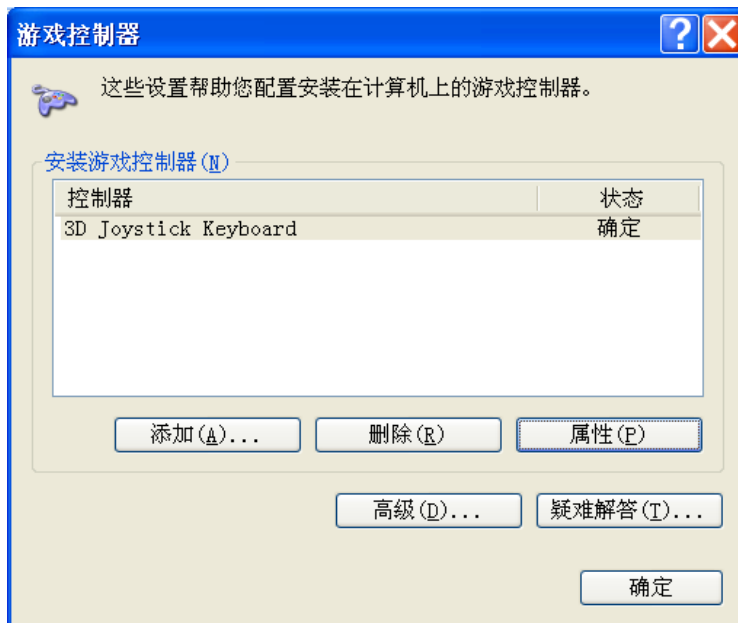 游戏控制器
这些设置帮助您配置安装在计算机上的游戏控制器。
安装游戏控制器(N)
控制器 状态
3D Joystick Keyboard 确定
添加(A)... 删除(R) 属性(P)
高级(D)... 疑难解答(T)...
确定